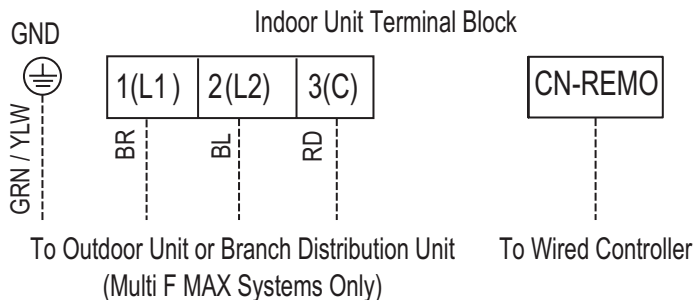 Indoor Unit Terminal Block
GND
1(L1) 2(L2) 3(C) CN-REMO
GRN / YLW
BR
BL
RD
To Outdoor Unit or Branch Distribution Unit
(Multi F MAX Systems Only)
To Wired Controller